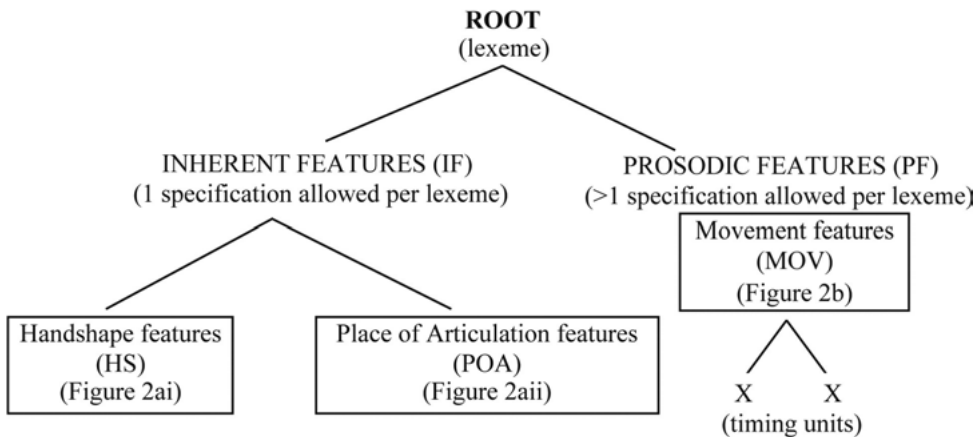 ROOT
(lexeme)
INHERENT FEATURES (IF)
(1 specification allowed per lexeme)
PROSODIC FEATURES (PF)
(>1 specification allowed per lexeme)
Movement features
(MOV)
(Figure 2b)
Handshape features
(HS)
(Figure 2ai)
Place of Articulation features
(POA)
(Figure 2aii)
X X
(timing units)